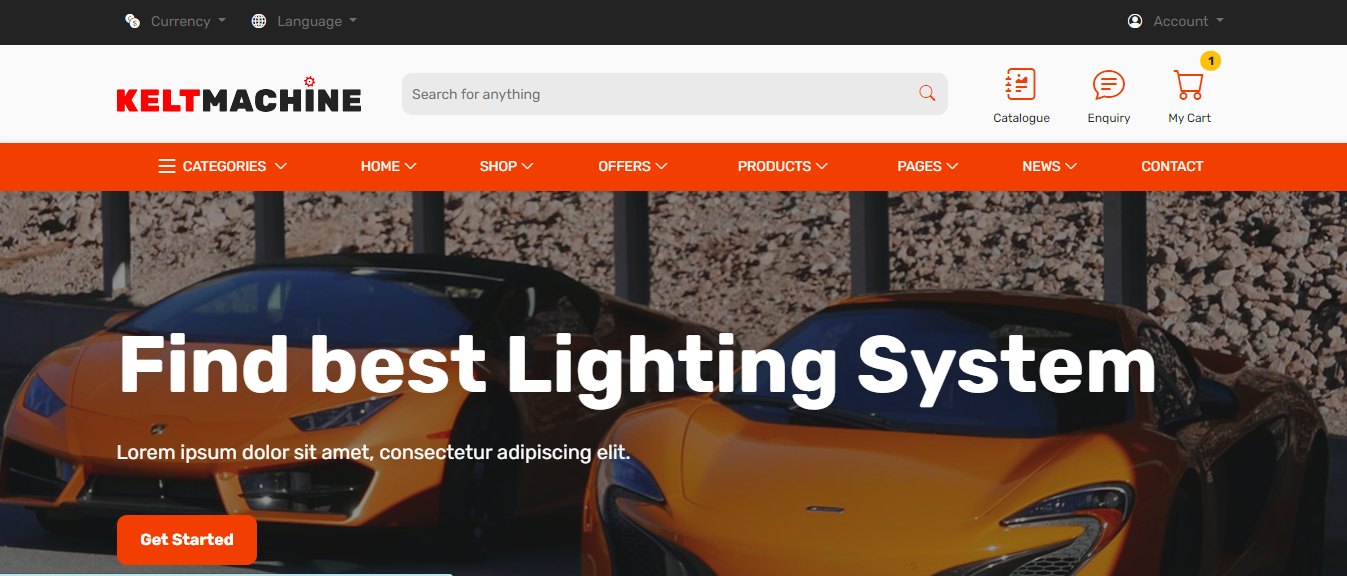 Currency Language Account
KELTMACHINE
Search for anything
1
Catalogue Enquiry My Cart
CATEGORIES HOME SHOP OFFERS PRODUCTS PAGES NEWS CONTACT
Find best Lighting System
Lorem ipsum dolor sit amet, consectetur adipiscing elit.
Get Started